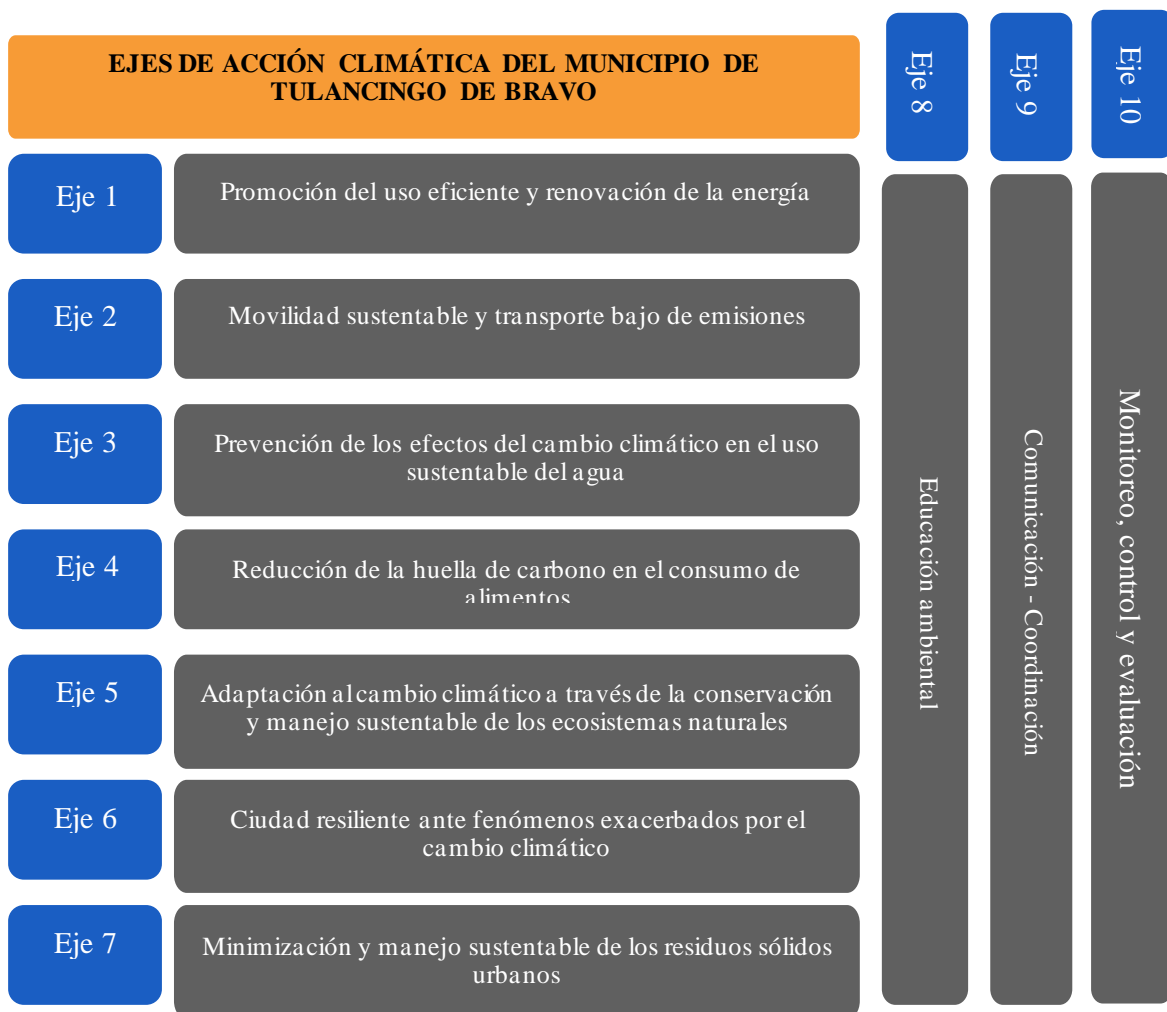 EJES DE ACCIÓN CLIMÁTICA DEL MUNICIPIO DE
TULANCINGO DE BRAVO
Eje 1
Promoción del uso eficiente y renovación de la energía
Eje 2
Movilidad sustentable y transporte bajo de emisiones
Eje 3
Prevención de los efectos del cambio climático en el uso
sustentable del agua
Eje 4
Reducción de la huella de carbono en el consumo de
alimentos
Eje 5
Adaptación al cambio climático a través de la conservación
y manejo sustentable de los ecosistemas naturales
Eje 6
Ciudad resiliente ante fenómenos exacerbados por el
cambio climático
Eje 7
Minimización y manejo sustentable de los residuos sólidos
urbanos
Eje 8
Educación ambiental
Eje 9
Comunicación - Coordinación
Eje 10
Monitoreo, control y evaluación